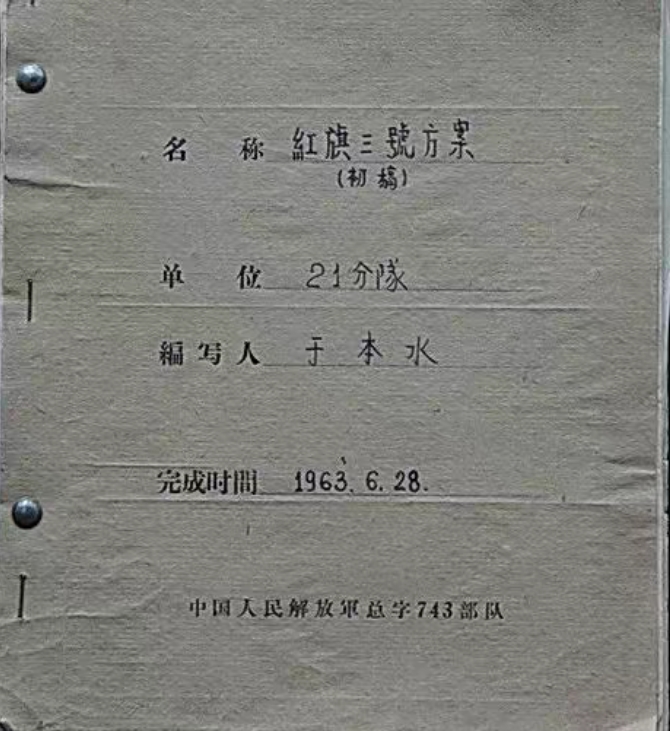 名 称 紅旗三號方案
(初稿)
单 位 21分隊
編写人 于本水
完成时間 1963. 6. 28.
中国人民解放軍总字743部队